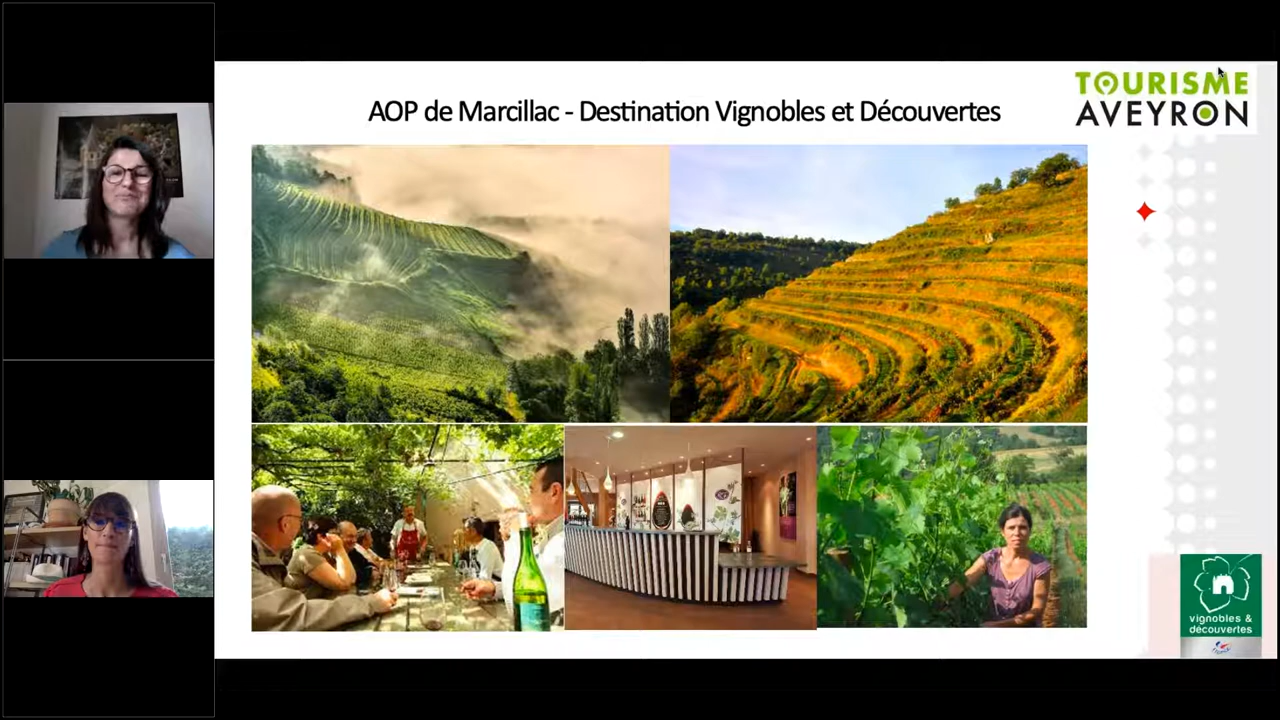 AOP de Marcillac - Destination Vignobles et Découvertes
TOURISME
AVEYRON
vignobles &
découvertes